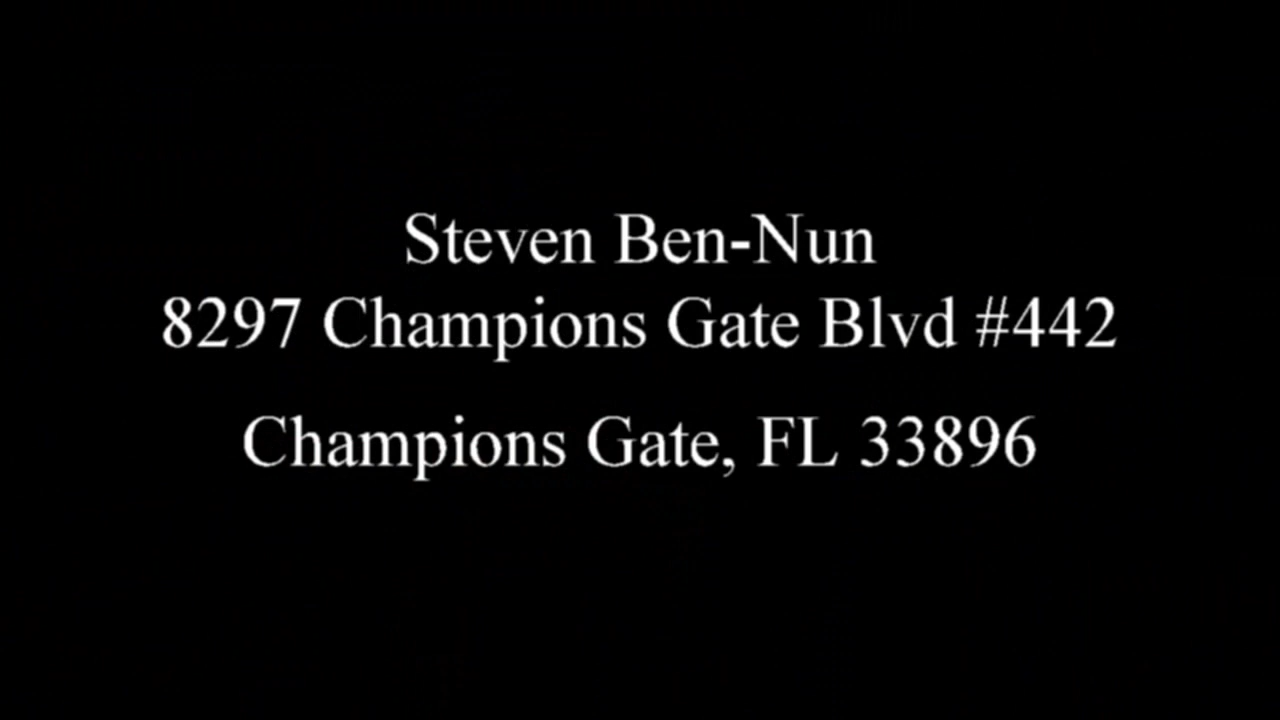 Steven Ben-Nun
8297 Champions Gate Blvd #442
Champions Gate, FL 33896